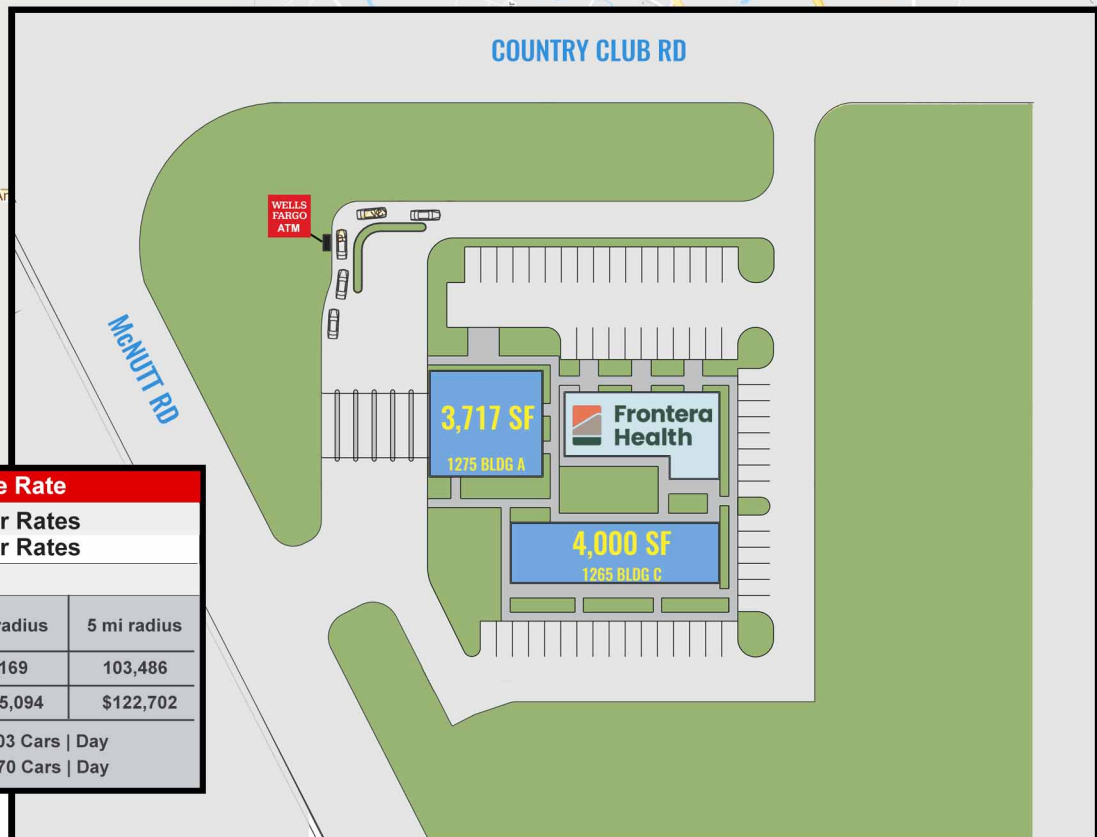 COUNTRY CLUB RD
WELLS
FARGO
ATM
McNUTT RD
3,717 SF
1275 BLDG A
Frontera
Health
4,000 SF
1265 BLDG C
e Rate
r Rates
r Rates
adius 5 mi radius
169 103,486
5,094 $122,702
03 Cars | Day
70 Cars | Day